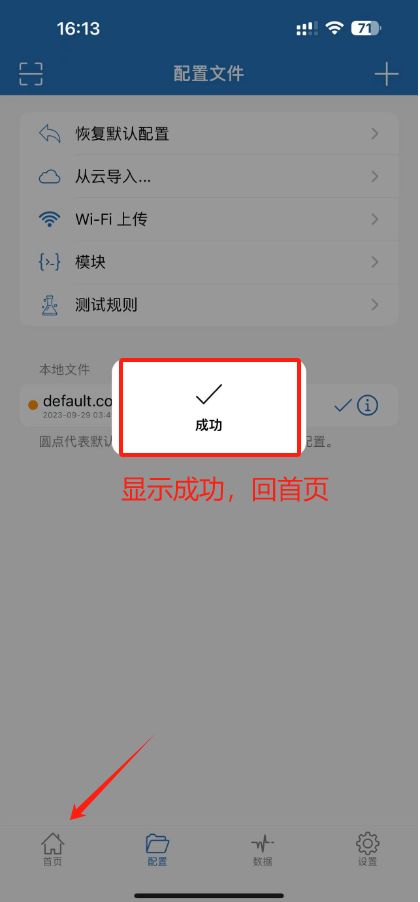 16:13
71
配置文件
恢复默认配置
从云导入...
Wi-Fi 上传
模块
测试规则
本地文件
default.co
2023-09-29 03:4
成功
圆点代表默认
配置。
显示成功，回首页
首页
配置
数据
设置